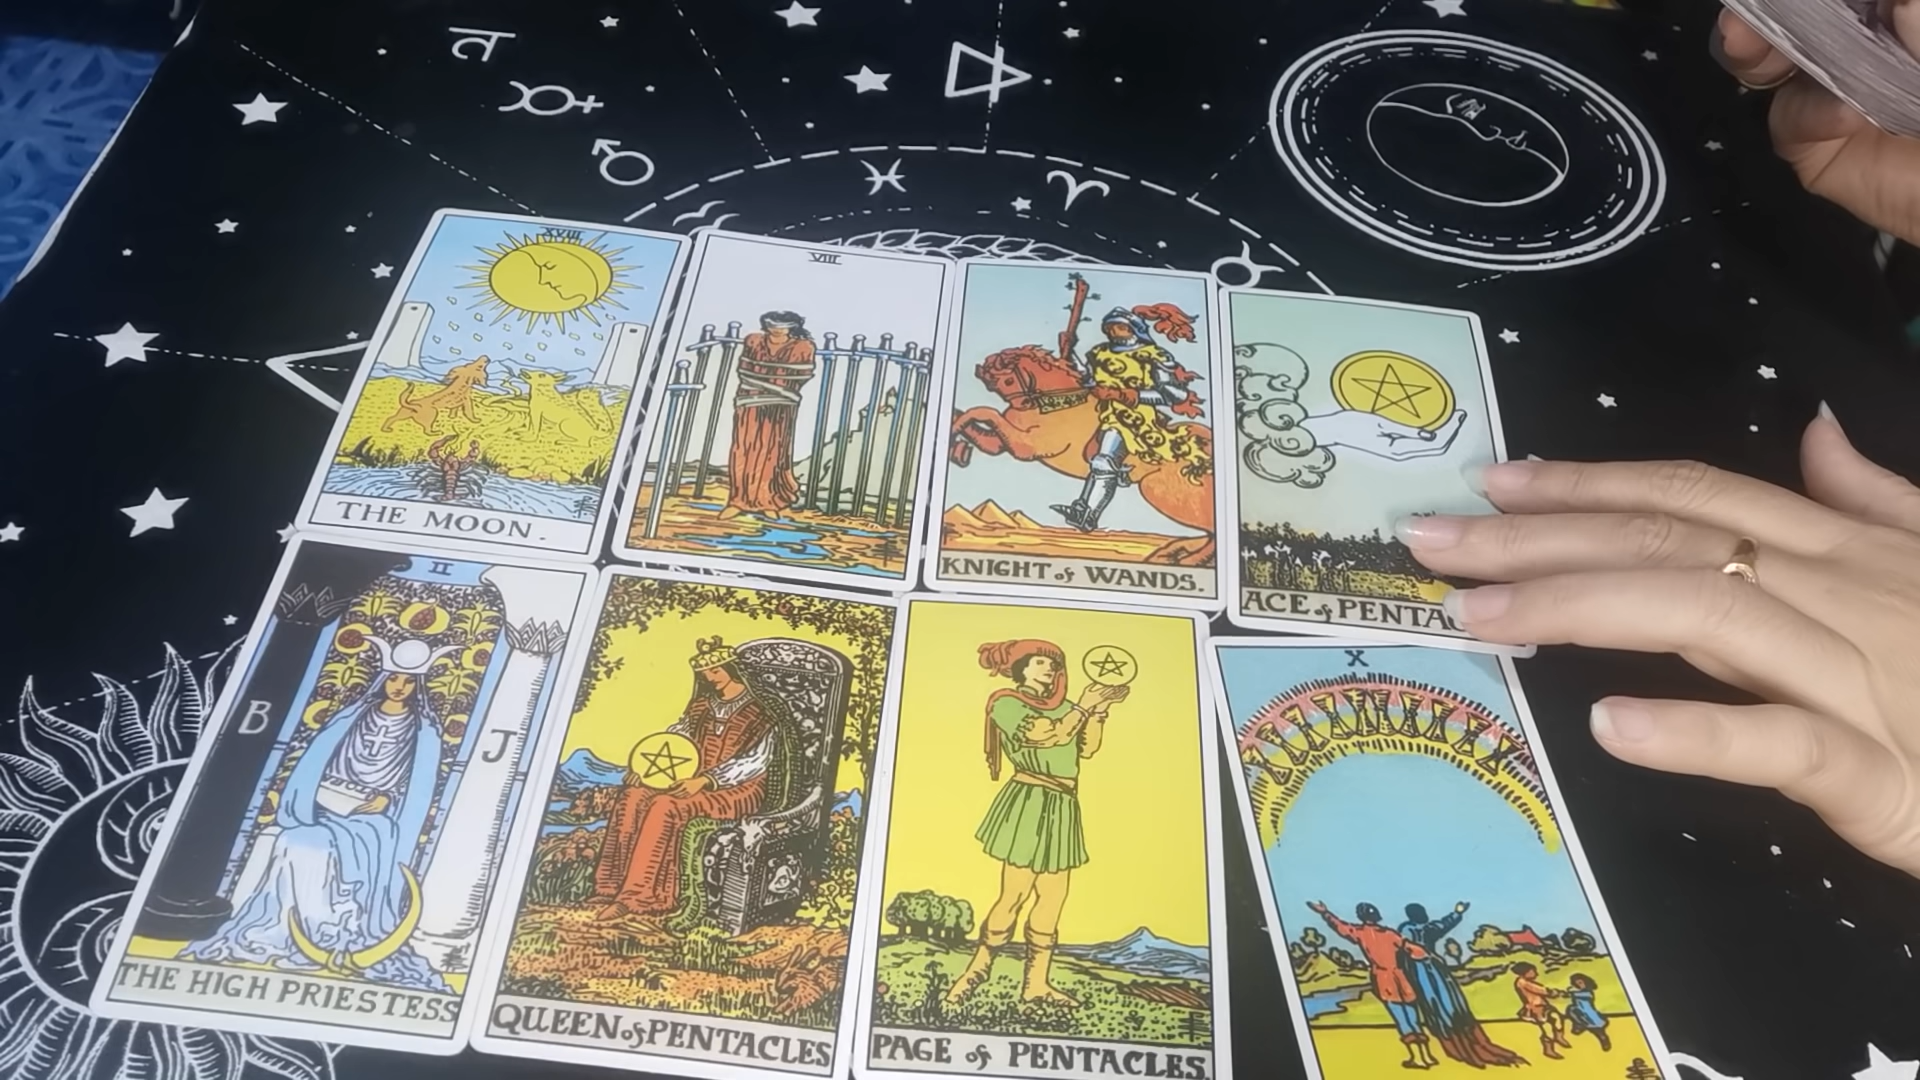 XVIII
THE MOON.
VIII
KNIGHT of WANDS.
ACE of PENTAC
II
B
J
THE HIGH PRIESTESS
QUEEN of PENTACLES
PAGE of PENTACLES.
X
त